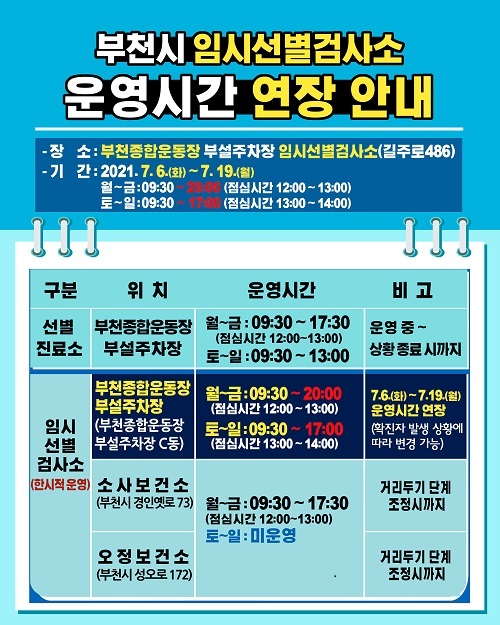 부천시 임시선별검사소
운영시간 연장 안내
- 장 소 : 부천종합운동장 부설주차장 임시선별검사소(길주로486)
- 기 간 : 2021. 7. 6.(화) ~ 7. 19.(월)
월~금 : 09:30 ~ 20:00 (점심시간 12:00 ~ 13:00)
토~일 : 09:30 ~ 17:00 (점심시간 13:00 ~ 14:00)
구분 위 치 운영시간 비 고
선별
진료소
부천종합운동장
부설주차장
월~금 : 09:30 ~ 17:30
(점심시간 12:00~13:00)
토~일 : 09:30 ~ 13:00
운영 중 ~
상황 종료 시까지
임시
선별
검사소
(한시적 운영)
부천종합운동장
부설주차장
(부천종합운동장
부설주차장 C동)
월~금 : 09:30 ~ 20:00
(점심시간 12:00 ~ 13:00)
토~일 : 09:30 ~ 17:00
(점심시간 13:00 ~ 14:00)
7.6.(화) ~ 7.19.(월)
운영시간 연장
(확진자 발생 상황에
따라 변경 가능)
소사보건소
(부천시 경인옛로 73)
월~금 : 09:30 ~ 17:30
(점심시간 12:00~13:00)
토~일 : 미운영
거리두기 단계
조정시까지
오정보건소
(부천시 성오로 172)
거리두기 단계
조정시까지